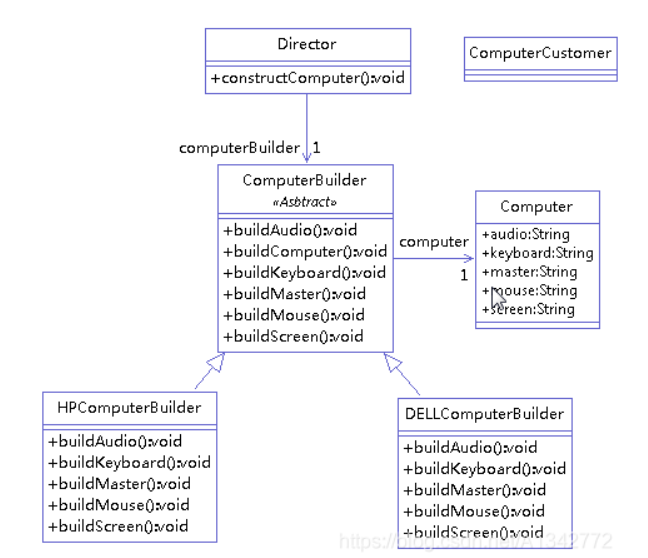 Director
+constructComputer():void
ComputerCustomer
computerBuilder 1
ComputerBuilder
«Asbtract»
+buildAudio():void
+buildComputer():void
+buildKeyboard():void
+buildMaster():void
+buildMouse():void
+buildScreen():void
computer
1
Computer
+audio:String
+keyboard:String
+master:String
+mouse:String
+screen:String
HPComputerBuilder
+buildAudio():void
+buildKeyboard():void
+buildMaster():void
+buildMouse():void
+buildScreen():void
DELLComputerBuilder
+buildAudio():void
+buildKeyboard():void
+buildMaster():void
+buildMouse():void
+buildScreen():void
https://blog.csdn.net/A1342772